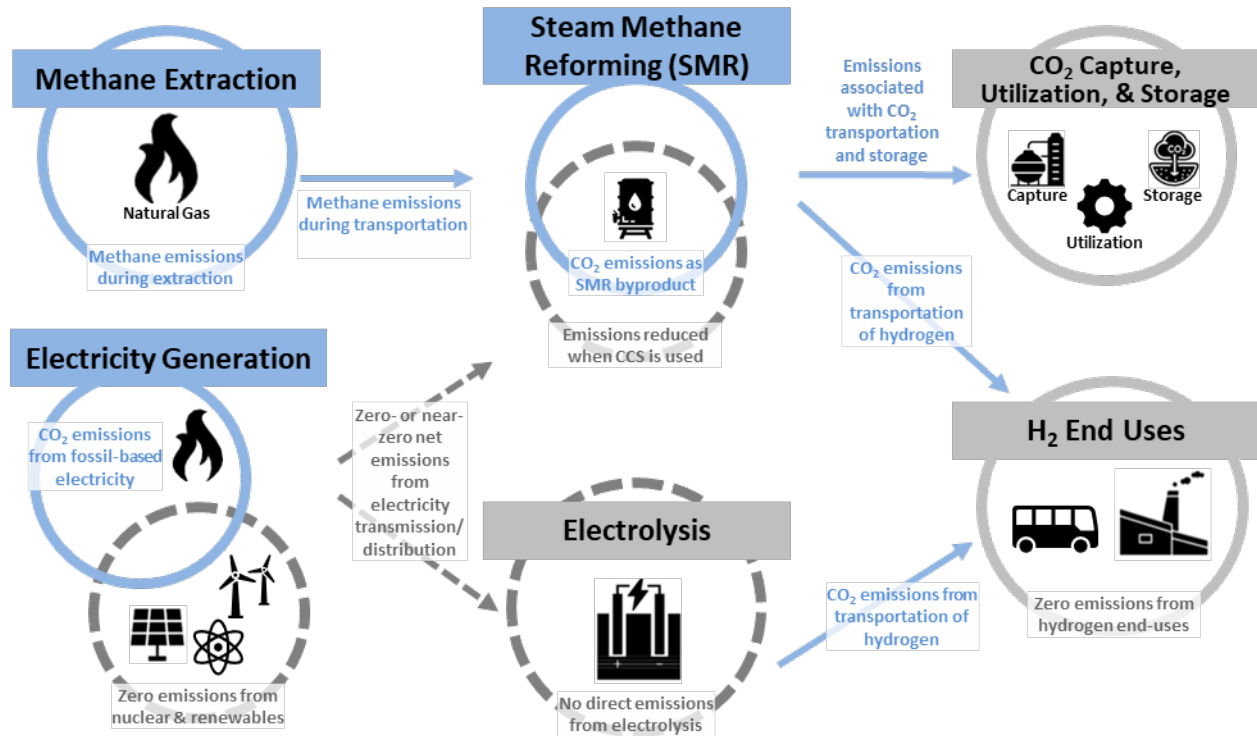 Methane Extraction
Natural Gas
Methane emissions
during extraction
Methane emissions
during transportation
Steam Methane
Reforming (SMR)
CO₂ emissions as
SMR byproduct
Emissions reduced
when CCS is used
Emissions
associated
with CO₂
transportation
and storage
CO₂ Capture,
Utilization, & Storage
CO₂
Capture
Storage
Utilization
CO₂ emissions
from
transportation
of hydrogen
Electricity Generation
CO₂ emissions
from fossil-based
electricity
Zero emissions from
nuclear & renewables
Zero- or near-
zero net
emissions
from
electricity
transmission/
distribution
Electrolysis
+ -
No direct emissions
from electrolysis
CO₂ emissions from
transportation of
hydrogen
H₂ End Uses
Zero emissions from
hydrogen end-uses